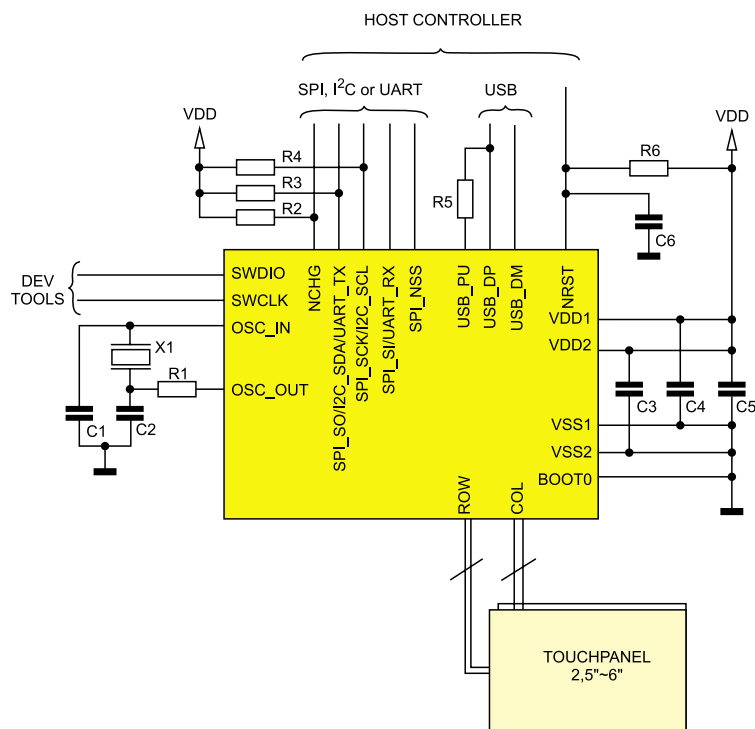 HOST CONTROLLER
SPI, I²C or UART
USB
VDD
VDD
R4
R3
R2
R5
R6
C6
DEV
TOOLS
SWDIO
SWCLK
OSC_IN
X1
R1
OSC_OUT
C1
C2
NCHG
SPI_SO/I2C_SDA/UART_TX
SPI_SCK/I2C_SCL
SPI_SI/UART_RX
SPI_NSS
USB_PU
USB_DP
USB_DM
NRST
VDD1
VDD2
C3
C4
C5
VSS1
VSS2
BOOT0
ROW
COL
TOUCHPANEL
2,5"~6"